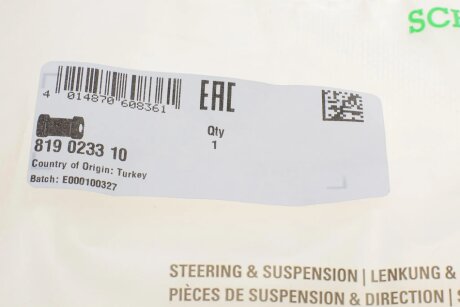 SCH
4 014870 608361
EAC
Qty
1
819 0233 10
Country of Origin: Turkey
Batch: E000100327
STEERING & SUSPENSION | LENKUNG &
PIÈCES DE SUSPENSION & DIRECTION |